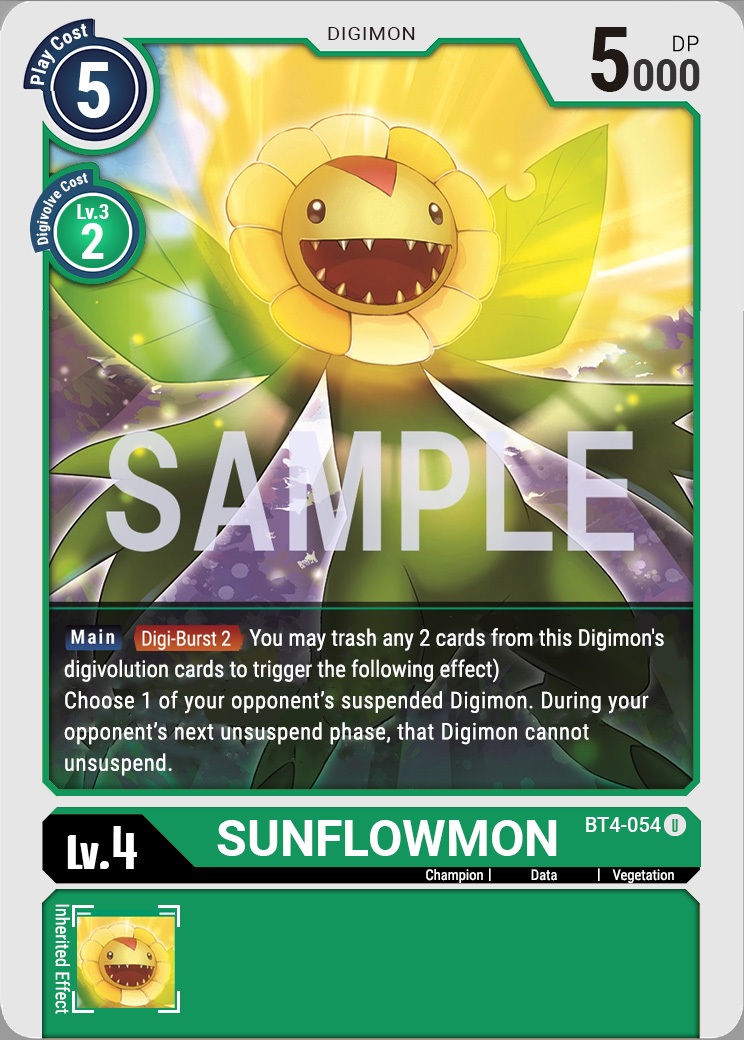 DIGIMON
Play Cost
5
DP
5000
Digivolve Cost
Lv.3
2
SAMPLE
Main Digi-Burst 2 You may trash any 2 cards from this Digimon's
digivolution cards to trigger the following effect)
Choose 1 of your opponent’s suspended Digimon. During your
opponent’s next unsuspend phase, that Digimon cannot
unsuspend.
Lv.4
SUNFLOWMON
BT4-054 U
Champion | Data | Vegetation
Inherited Effect